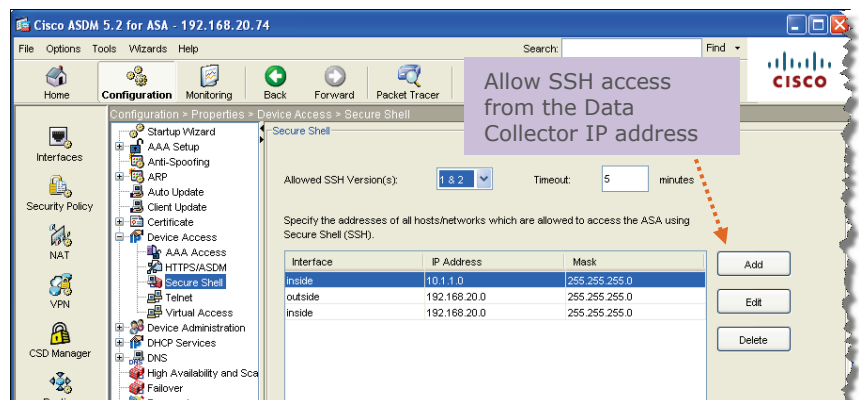 Cisco ASDM 5.2 for ASA - 192.168.20.74
File Options Tools Wizards Help Search: Find
Home Configuration Monitoring Back Forward Packet Tracer
CISCO
Allow SSH access
from the Data
Collector IP address
Configuration > Properties > Device Access > Secure Shell
Interfaces
Security Policy
NAT
VPN
CSD Manager
Startup Wizard
AAA Setup
Anti-Spoofing
ARP
Auto Update
Client Update
Certificate
Device Access
AAA Access
HTTPS/ASDM
Secure Shell
Telnet
Virtual Access
Device Administration
DHCP Services
DNS
High Availability and Sca
Failover
Secure Shell
Allowed SSH Version(s): 1 & 2 Timeout: 5 minutes
Specify the addresses of all hosts/networks which are allowed to access the ASA using
Secure Shell (SSH).
Interface IP Address Mask
inside 10.1.1.0 255.255.255.0
outside 192.168.20.0 255.255.255.0
inside 192.168.20.0 255.255.255.0
Add
Edit
Delete